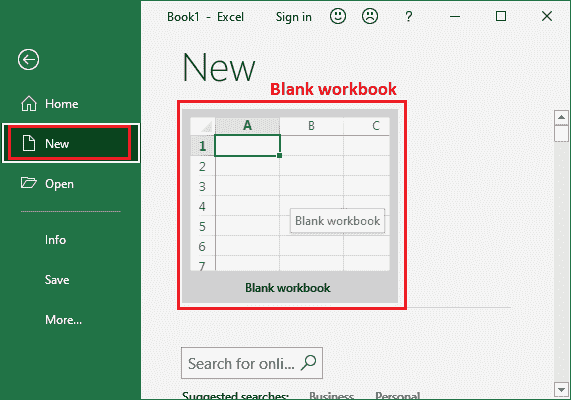 Book1 - Excel
Sign in
?
New
Blank workbook
Home
New
Open
Info
Save
More...
A B C
1
2
3
4
5
6
7
Blank workbook
Blank workbook
Search for onli...
Suggested searches: Business Personal